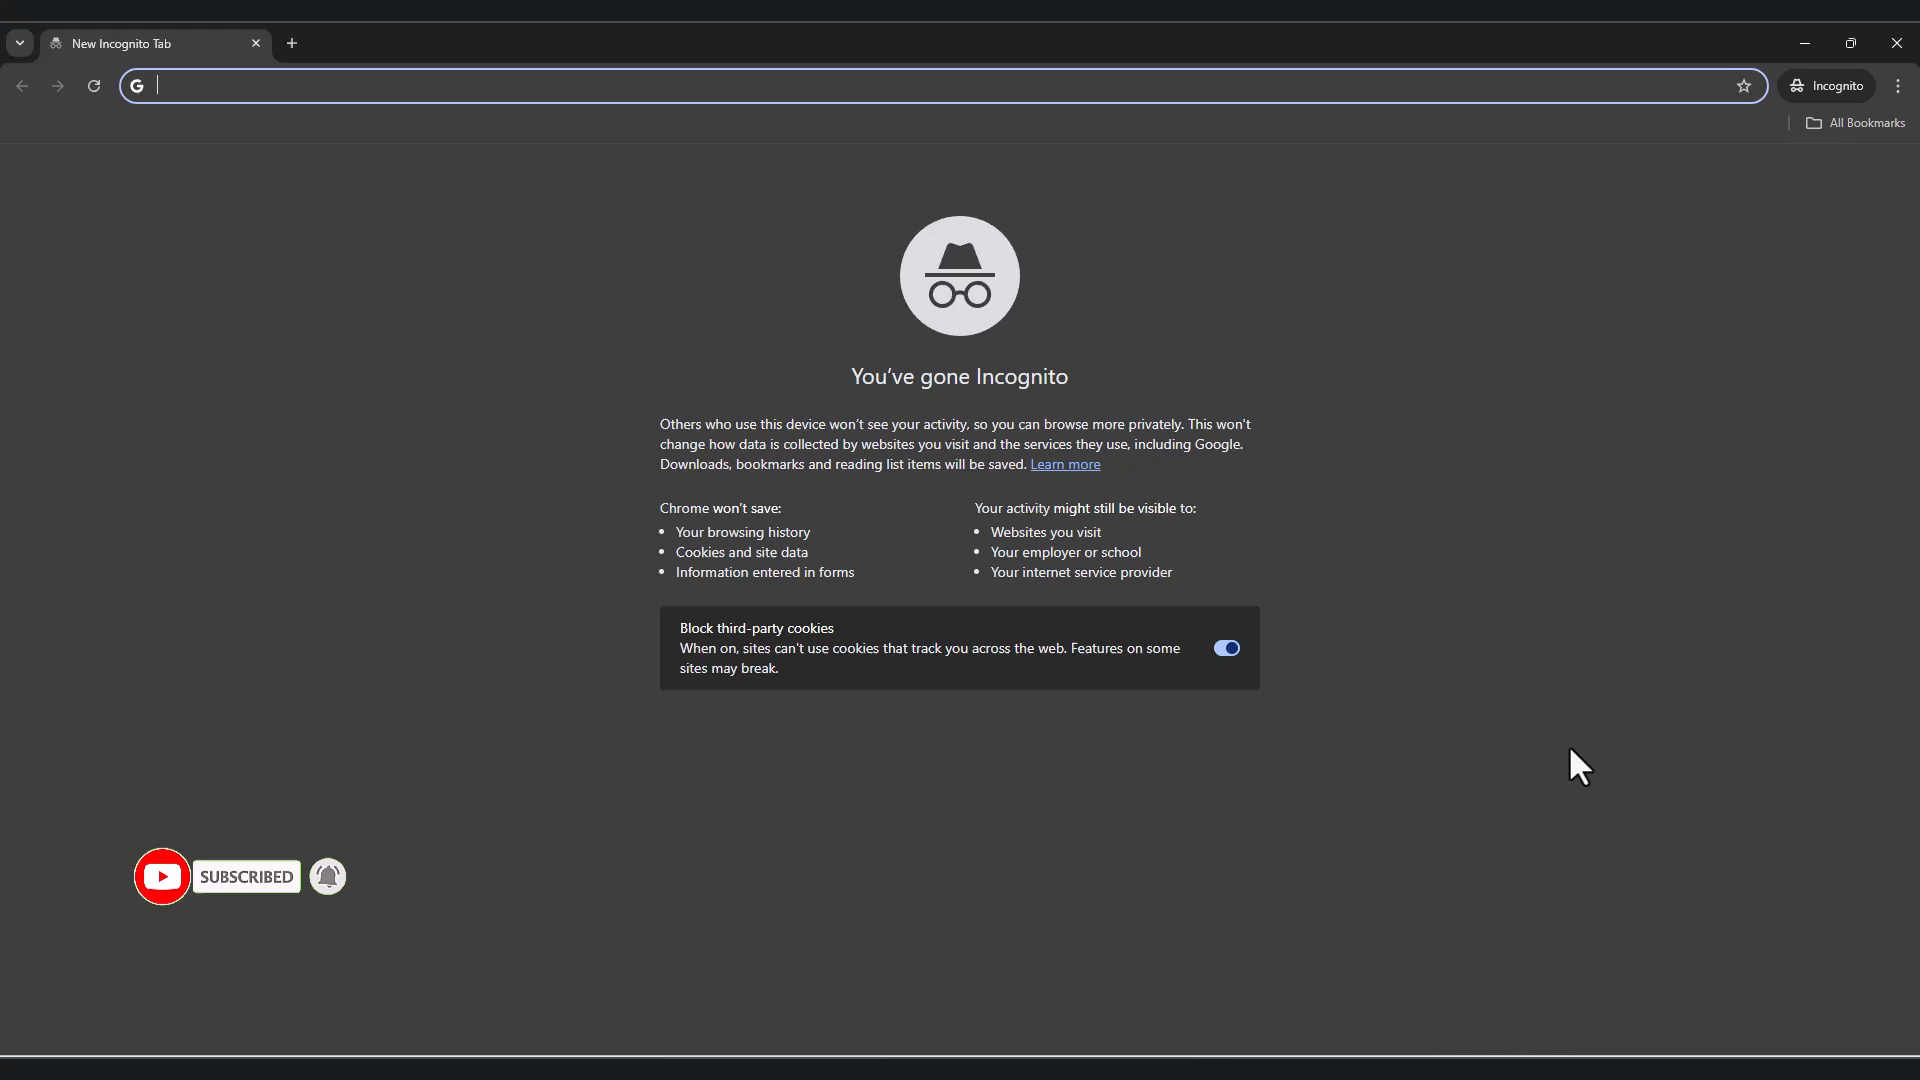 New Incognito Tab
Incognito
All Bookmarks
You've gone Incognito
Others who use this device won't see your activity, so you can browse more privately. This won't
change how data is collected by websites you visit and the services they use, including Google.
Downloads, bookmarks and reading list items will be saved. Learn more
Chrome won't save:
Your browsing history
Cookies and site data
Information entered in forms
Your activity might still be visible to:
Websites you visit
Your employer or school
Your internet service provider
Block third-party cookies
When on, sites can't use cookies that track you across the web. Features on some
sites may break.
SUBSCRIBED